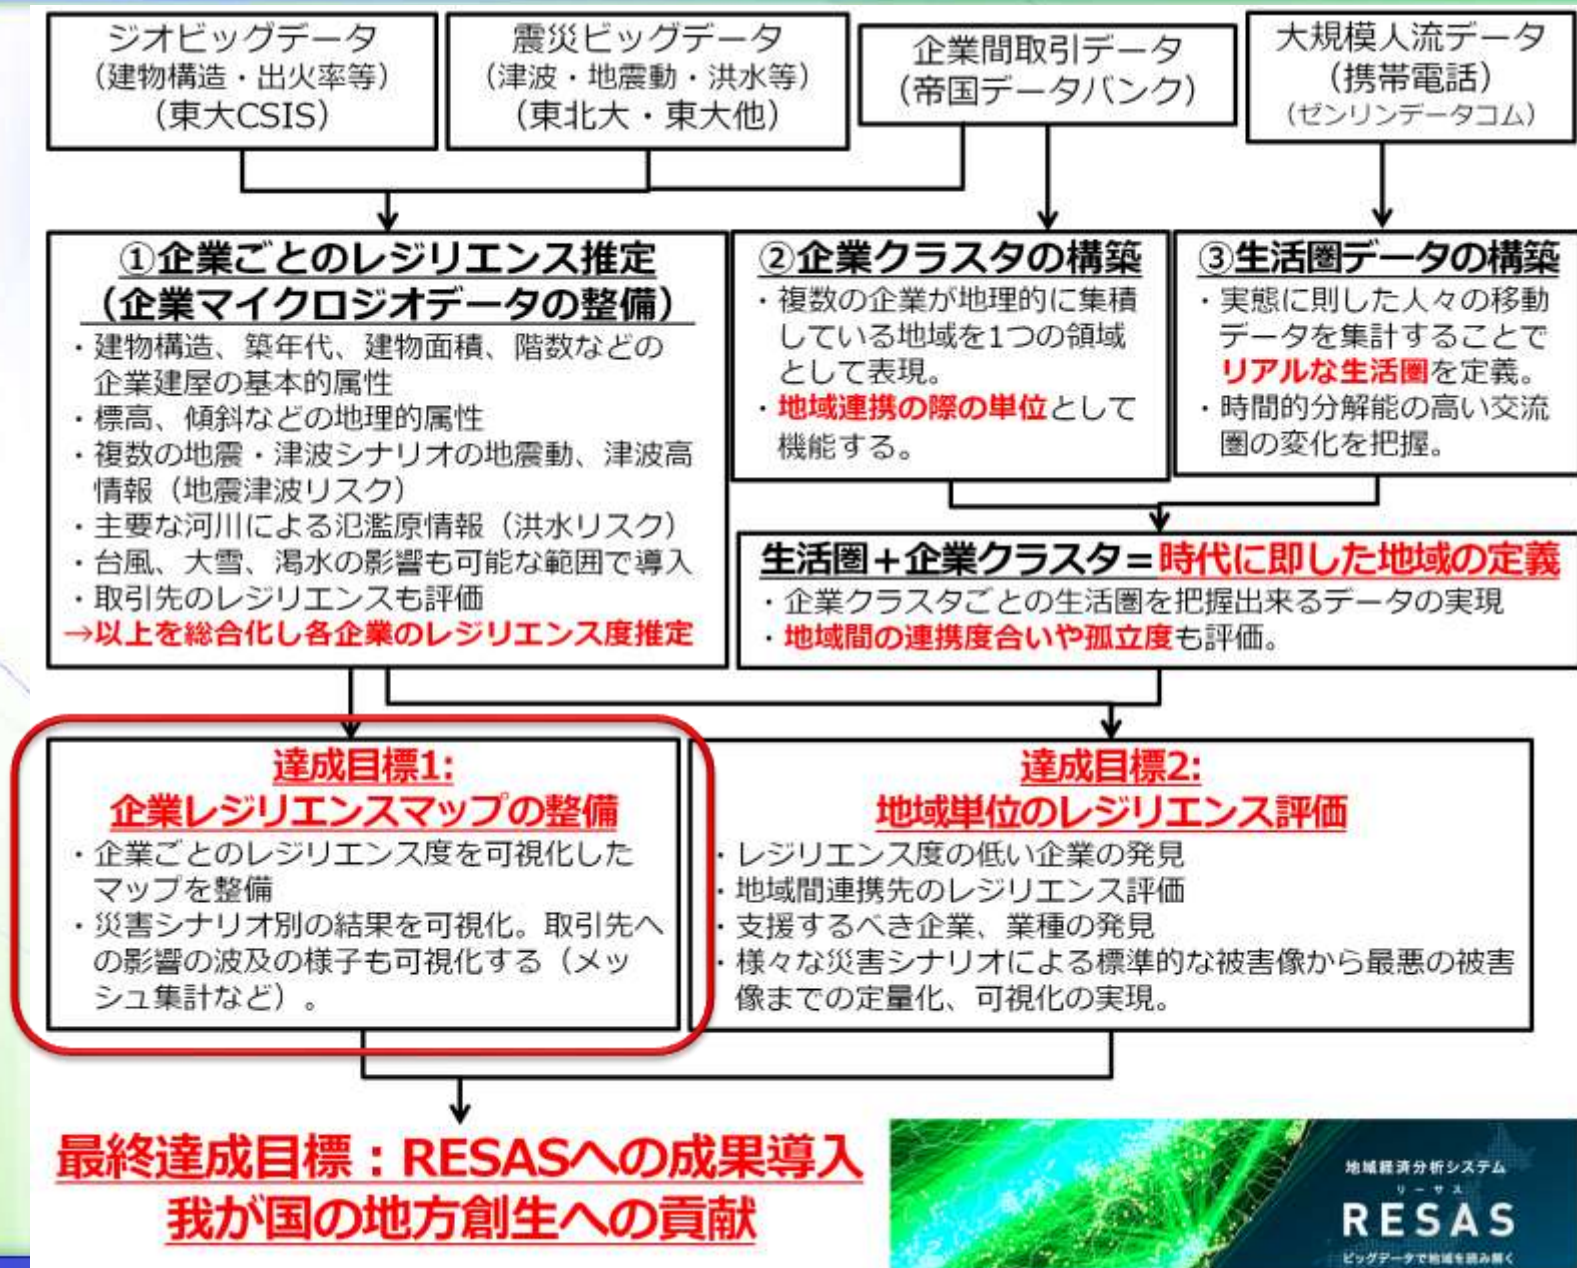 ジオビッグデータ
（建物構造・出火率等）
（東大CSIS）
震災ビッグデータ
（津波・地震動・洪水等）
（東北大・東大他）
企業間取引データ
（帝国データバンク）
大規模人流データ
（携帯電話）
（ゼンリンデータコム）
①企業ごとのレジリエンス推定
（企業マイクロジオデータの整備）
・建物構造、築年代、建物面積、階数などの
企業建屋の基本的属性
・標高、傾斜などの地理的属性
・複数の地震・津波シナリオの地震動、津波高
情報（地震津波リスク）
・主要な河川による氾濫原情報（洪水リスク）
・台風、大雪、渇水の影響も可能な範囲で導入
・取引先のレジリエンスも評価
→以上を総合化し各企業のレジリエンス度推定
②企業クラスタの構築
・複数の企業が地理的に集積
している地域を1つの領域
として表現。
・地域連携の際の単位として
機能する。
③生活圏データの構築
・実態に則した人々の移動
データを集計することで
リアルな生活圏を定義。
・時間的分解能の高い交流
圏の変化を把握。
生活圏＋企業クラスタ＝時代に即した地域の定義
・企業クラスタごとの生活圏を把握出来るデータの実現
・地域間の連携度合いや孤立度も評価。
達成目標1:
企業レジリエンスマップの整備
・企業ごとのレジリエンス度を可視化した
マップを整備
・災害シナリオ別の結果を可視化。取引先へ
の影響の波及の様子も可視化する（メッ
シュ集計など）。
達成目標2:
地域単位のレジリエンス評価
・レジリエンス度の低い企業の発見
・地域間連携先のレジリエンス評価
・支援するべき企業、業種の発見
・様々な災害シナリオによる標準的な被害像から最悪の被害
像までの定量化、可視化の実現。
最終達成目標：RESASへの成果導入
我が国の地方創生への貢献
地域経済分析システム
リーサス
RESAS
ビッグデータで地域を読み解く